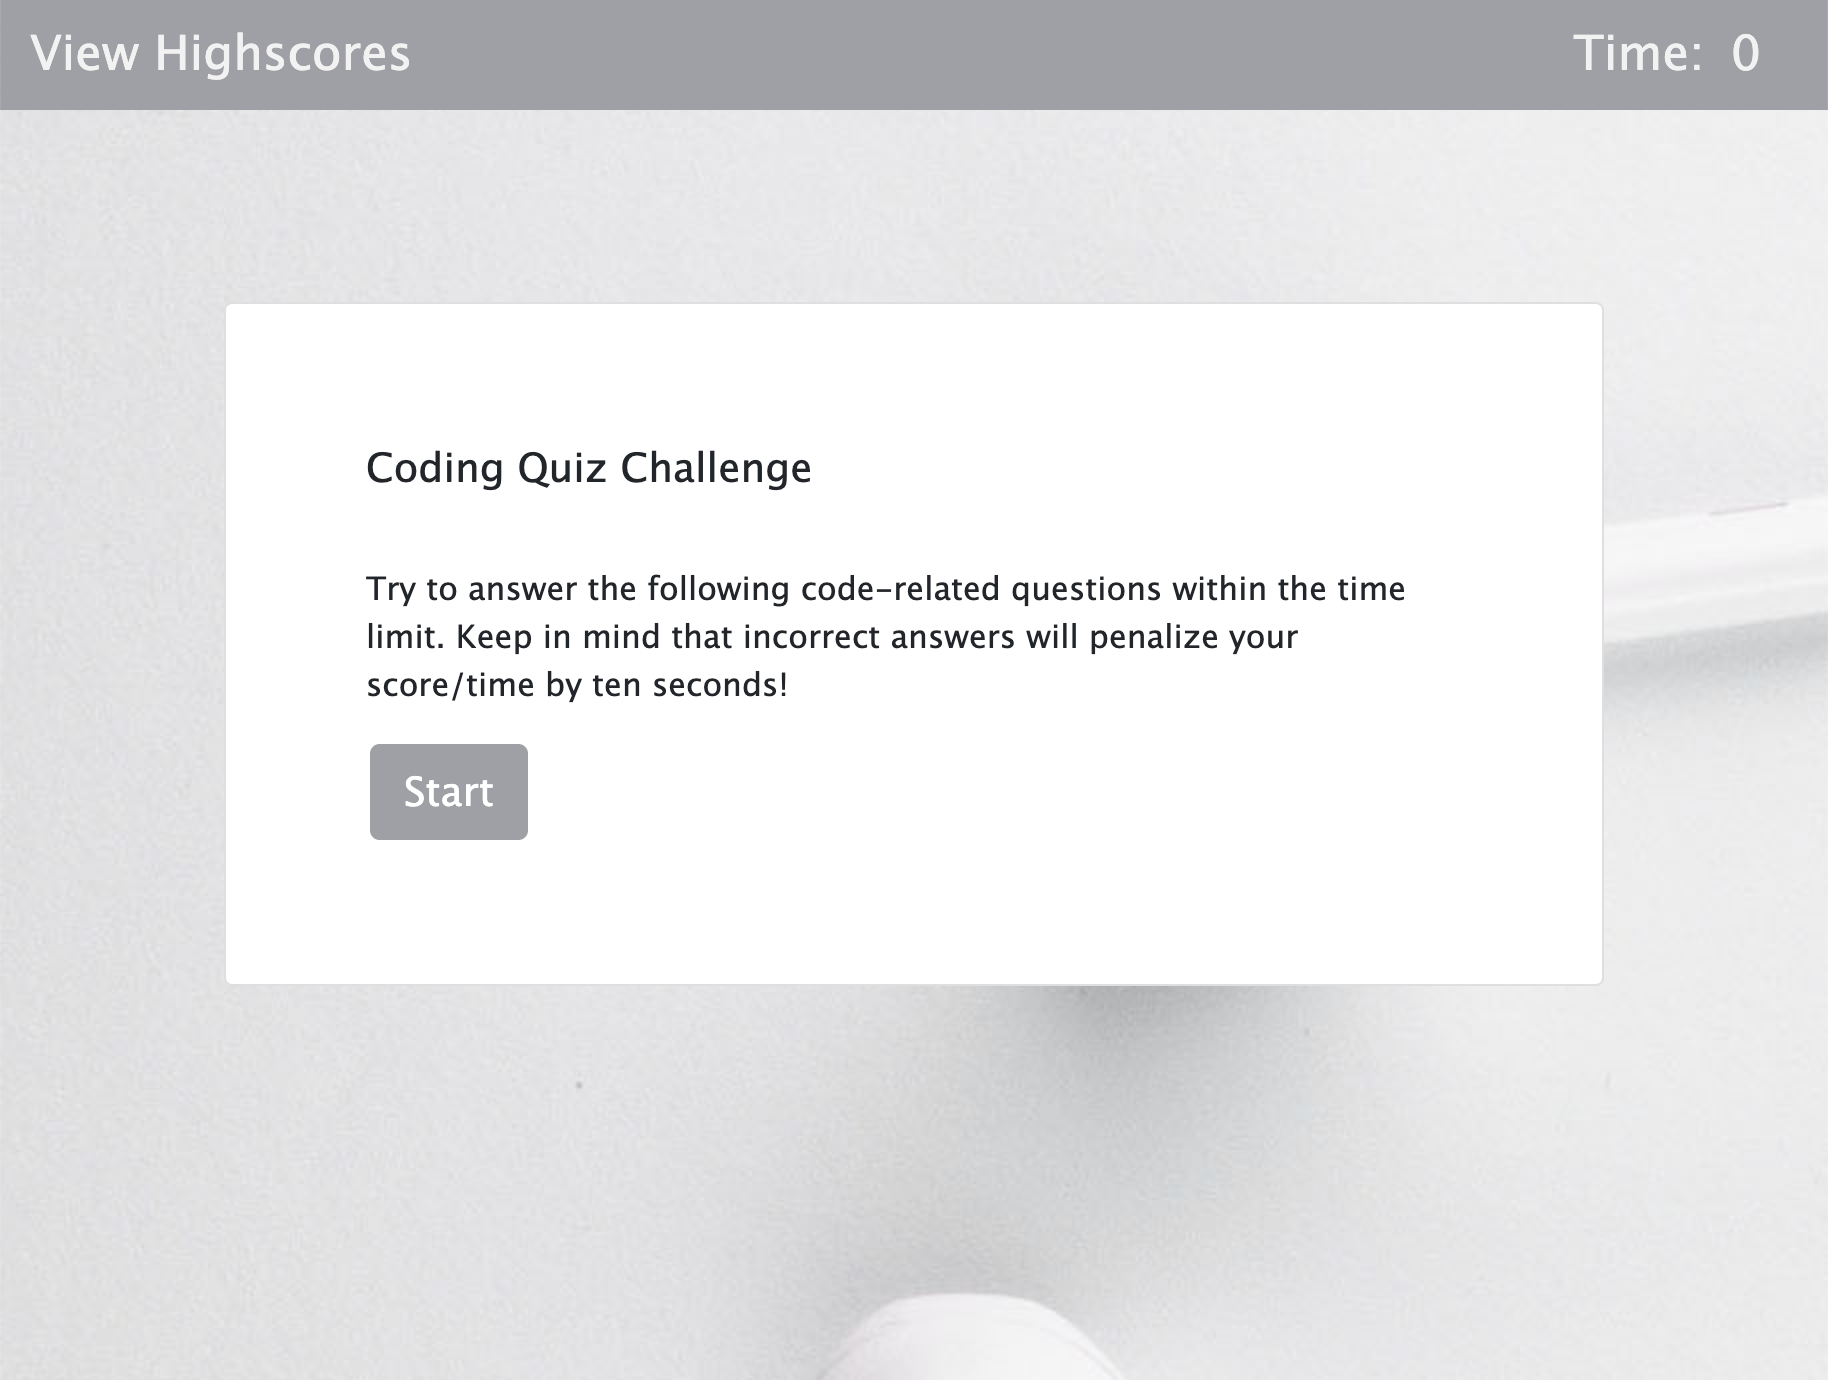 View Highscores
Time: 0
Coding Quiz Challenge
Try to answer the following code-related questions within the time
limit. Keep in mind that incorrect answers will penalize your
score/time by ten seconds!
Start